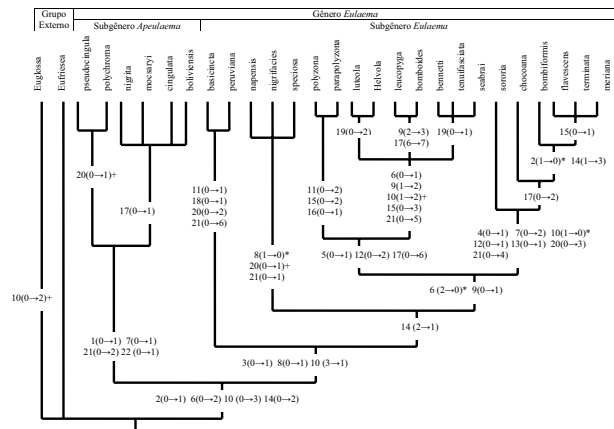 Grupo Externo
Gênero Eulaema
Subgênero Apeulaema
Subgênero Eulaema
Euglossa
Eufriesea
pseudocingula
polychroma
nigrita
mocsaryi
cingulata
boliviensis
basicincta
peruviana
napensis
nigrifacies
speciosa
polyzona
parapolyzona
luteola
Helvola
leucopyga
bomboides
bennetti
tenuifasciata
seabrai
sororia
chocoana
bombiformis
flavescens
terminata
meriana
19(0→2)
9(2→3)
17(6→7)
19(0→1)
15(0→1)
2(1→0)* 14(1→3)
20(0→1)+
17(0→1)
11(0→1)
18(0→1)
20(0→2)
21(0→6)
11(0→2)
15(0→2)
16(0→1)
6(0→1)
9(1→2)
10(1→2)+
15(0→3)
21(0→5)
17(0→2)
4(0→1) 7(0→2) 10(1→0)*
12(0→1) 13(0→1) 20(0→3)
21(0→4)
8(1→0)*
20(0→1)+
21(0→1)
5(0→1) 12(0→2) 17(0→6)
6 (2→0)* 9(0→1)
10(0→2)+
14 (2→1)
1(0→1) 7(0→1)
21(0→2) 22 (0→1)
3(0→1) 8(0→1) 10 (3→1)
2(0→1) 6(0→2) 10 (0→3) 14(0→2)